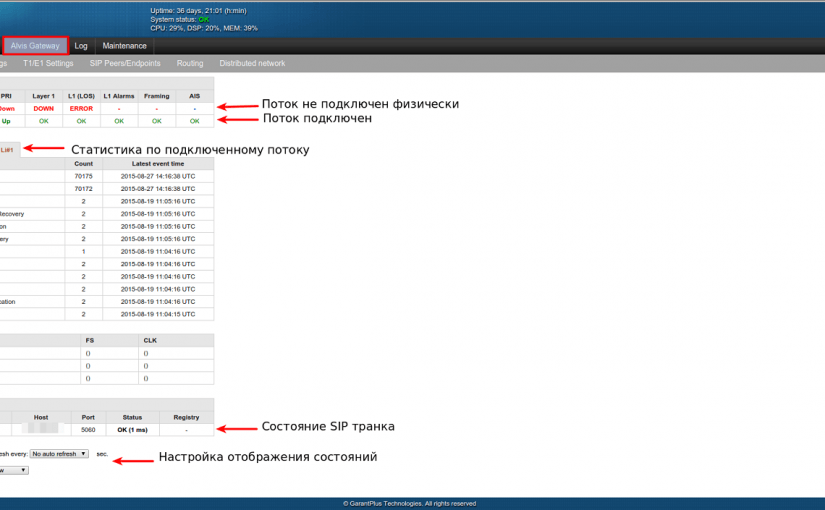 Uptime: 36 days, 21:01 (h:min)
System status: OK
CPU: 29%, DSP: 20%, MEM: 39%
Alvis Gateway Log Maintenance
gs T1/E1 Settings SIP Peers/Endpoints Routing Distributed network
PRI Layer 1 L1 (LOS) L1 Alarms Framing AIS
Down DOWN ERROR - - - Поток не подключен физически
Up OK OK OK OK OK Поток подключен
LI#1 Статистика по подключенному потоку
Count Latest event time
70175 2015-08-27 14:16:38 UTC
70172 2015-08-27 14:16:38 UTC
2 2015-08-19 11:05:16 UTC
Recovery 2 2015-08-19 11:05:16 UTC
on 2 2015-08-19 11:05:16 UTC
ery 2 2015-08-19 11:05:16 UTC
1 2015-08-19 11:04:16 UTC
2 2015-08-19 11:04:16 UTC
2 2015-08-19 11:04:16 UTC
2 2015-08-19 11:04:16 UTC
cation 2 2015-08-19 11:04:16 UTC
2 2015-08-19 11:04:15 UTC
FS CLK
() ()
() ()
() ()
Host Port Status Registry
5060 OK (1 ms) - Состояние SIP транка
esh every: No auto refresh sec. Настройка отображения состояний
w
© GarantPlus Technologies. All rights reserved